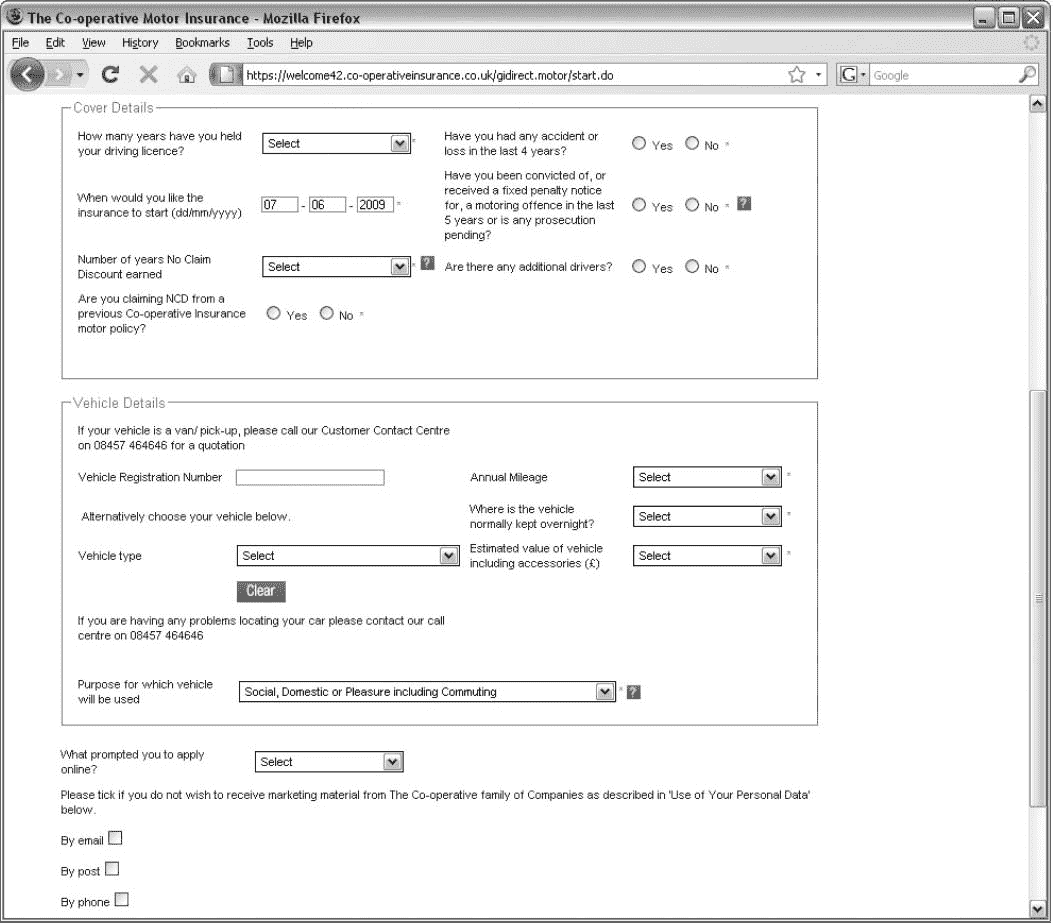 The Co-operative Motor Insurance - Mozilla Firefox
File Edit View History Bookmarks Tools Help
https://welcome42.co-operativeinsurance.co.uk/gidirect.motor/start.do
G Google
Cover Details
How many years have you held
your driving licence?
Select *
Have you had any accident or
loss in the last 4 years?
Yes No *
When would you like the
insurance to start (dd/mm/yyyy)
07 - 06 - 2009 *
Have you been convicted of, or
received a fixed penalty notice
for, a motoring offence in the last
5 years or is any prosecution
pending?
Yes No * ?
Number of years No Claim
Discount earned
Select * ?
Are there any additional drivers?
Yes No *
Are you claiming NCD from a
previous Co-operative Insurance
motor policy?
Yes No *
Vehicle Details
If your vehicle is a van/ pick-up, please call our Customer Contact Centre
on 08457 464646 for a quotation
Vehicle Registration Number
Annual Mileage
Select *
Alternatively choose your vehicle below.
Where is the vehicle
normally kept overnight?
Select *
Vehicle type
Select
Estimated value of vehicle
including accessories (£)
Select *
Clear
If you are having any problems locating your car please contact our call
centre on 08457 464646
Purpose for which vehicle
will be used
Social, Domestic or Pleasure including Commuting * ?
What prompted you to apply
online?
Select
Please tick if you do not wish to receive marketing material from The Co-operative family of Companies as described in 'Use of Your Personal Data'
below.
By email
By post
By phone